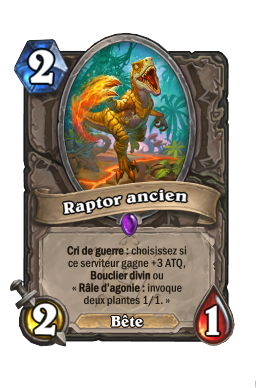 2
Raptor ancien
Cri de guerre : choisissez si
ce serviteur gagne +3 ATQ,
Bouclier divin ou
« Râle d’agonie : invoque
deux plantes 1/1. »
2
Bête
1